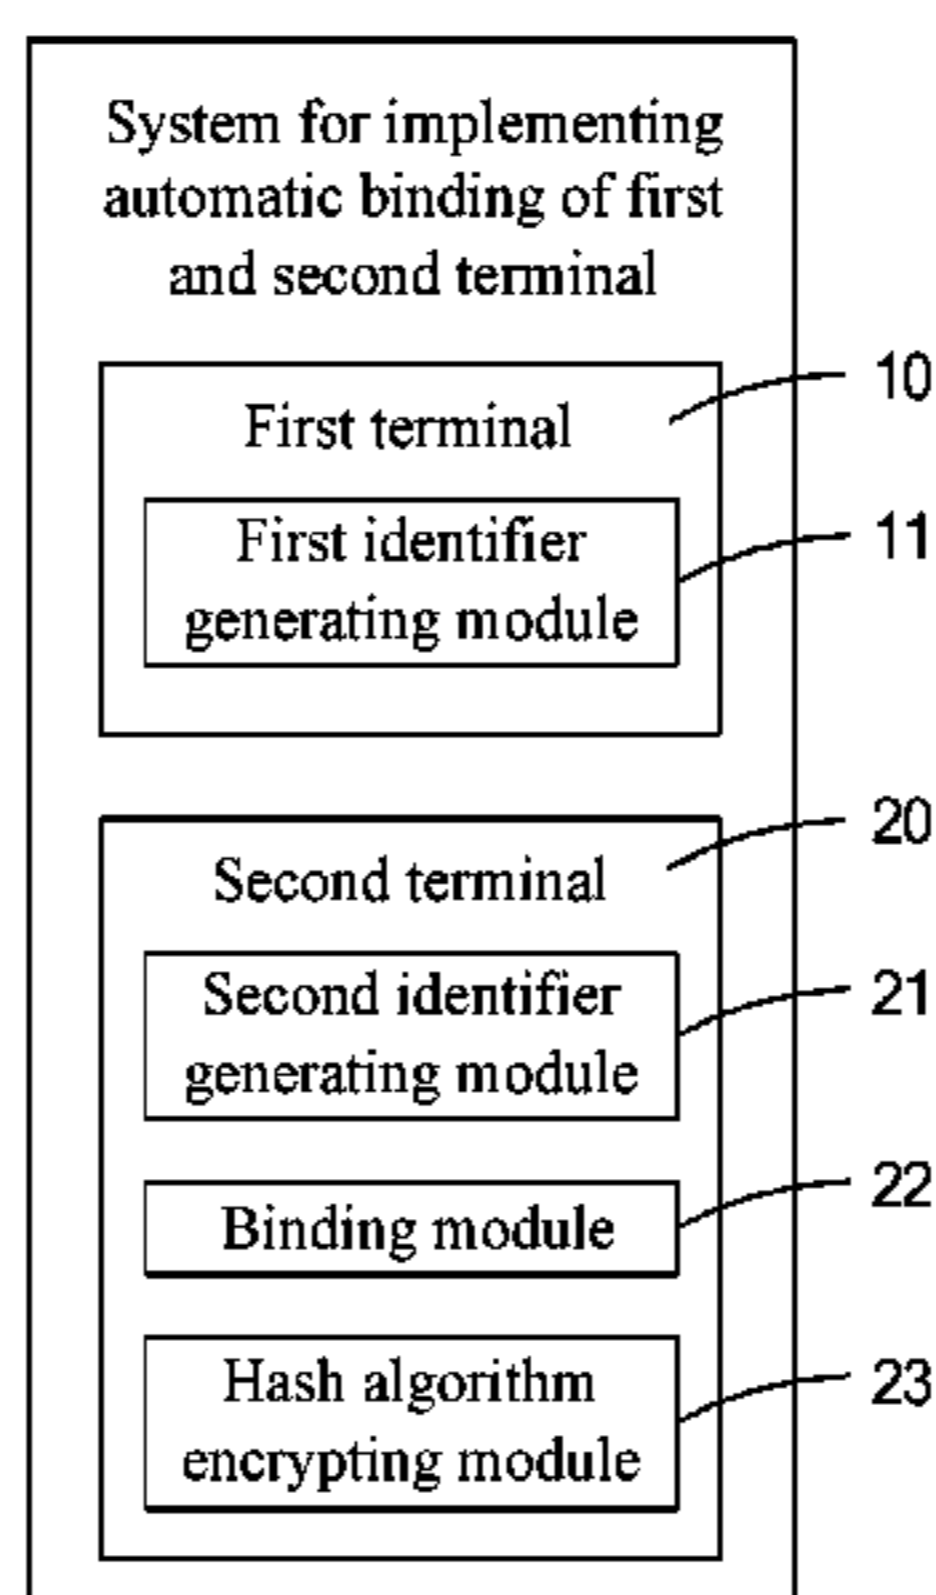 System for implementing
automatic binding of first
and second terminal
10
First terminal
11
First identifier
generating module
20
Second terminal
21
Second identifier
generating module
22
Binding module
23
Hash algorithm
encrypting module